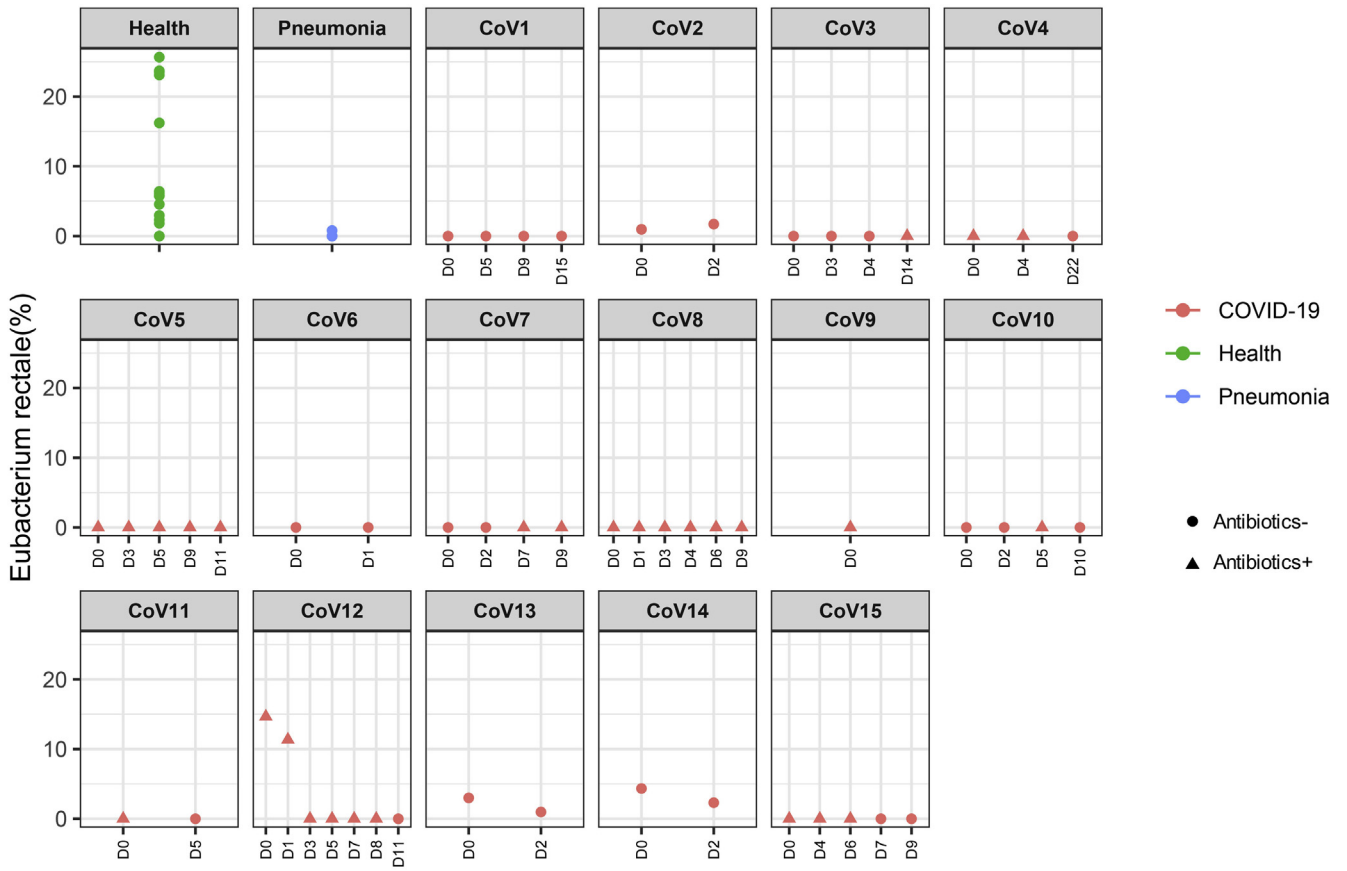 Health Pneumonia CoV1 CoV2 CoV3 CoV4
20
10
0
D0 D5 D9 D15 D0 D2 D0 D3 D4 D14 D0 D4 D22
Eubacterium rectale(%)
CoV5 CoV6 CoV7 CoV8 CoV9 CoV10
20
10
0
D0 D3 D5 D9 D11 D0 D1 D0 D2 D7 D9 D0 D1 D3 D4 D6 D9 D0 D0 D2 D5 D10
CoV11 CoV12 CoV13 CoV14 CoV15
20
10
0
D0 D5 D0 D1 D3 D5 D7 D8 D11 D0 D2 D0 D2 D0 D4 D6 D7 D9
COVID-19
Health
Pneumonia
Antibiotics-
Antibiotics+